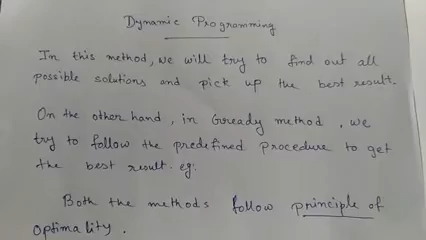 Dynamic Programming
In this method, we will try to find out all
possible solutions and pick up the best result.
On the other hand, in Gready method, we
try to follow the predefined procedure to get
the best result. eg:
Both the methods follow principle of
optimality.